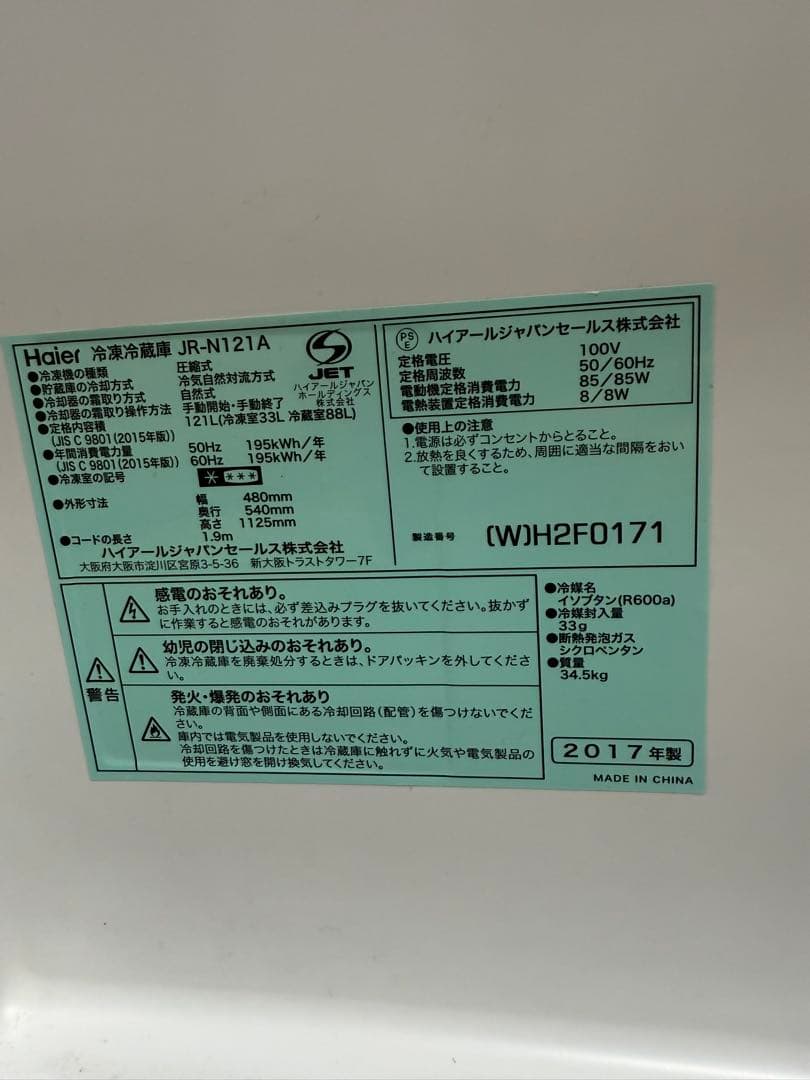 Haier 冷凍冷蔵庫 JR-N121A
●冷凍機の種類 圧縮式
●貯蔵庫の冷却方式 冷気自然対流方式
●冷却器の霜取り方式 自然式
●冷却器の霜取り操作方法 手動開始・手動終了
●定格内容積 121L(冷凍室33L 冷蔵室88L)
(JIS C 9801(2015年版))
●年間消費電力量 50Hz 195kWh/年
(JIS C 9801(2015年版)) 60Hz 195kWh/年
●冷凍室の記号
●外形寸法 幅 480mm
奥行 540mm
高さ 1125mm
●コードの長さ 1.9m
ハイアールジャパンセールス株式会社
大阪府大阪市淀川区宮原3-5-36 新大阪トラストタワー7F
JET
ハイアールジャパン
ホールディングス
株式会社
PS
E
ハイアールジャパンセールス株式会社
定格電圧 100V
定格周波数 50/60Hz
電動機定格消費電力 85/85W
電熱装置定格消費電力 8/8W
●使用上の注意
1.電源は必ずコンセントからとること。
2.放熱を良くするため、周囲に適当な間隔をおい
て設置すること。
製造番号 (W)H2F0171
警告
感電のおそれあり。
お手入れのときには、必ず差込みプラグを抜いてください。抜かず
に作業すると感電のおそれがあります。
幼児の閉じ込みのおそれあり。
冷凍冷蔵庫を廃棄処分するときは、ドアパッキンを外してくださ
い。
発火・爆発のおそれあり
冷蔵庫の背面や側面にある冷却回路(配管)を傷つけないでくだ
さい。
庫内では電気製品を使用しないでください。
冷却回路を傷つけたときは冷蔵庫に触れずに火気や電気製品の
使用を避け窓を開け換気してください。
●冷媒名
イソブタン(R600a)
●冷媒封入量
33g
●断熱発泡ガス
シクロペンタン
●質量
34.5kg
2017年製
MADE IN CHINA